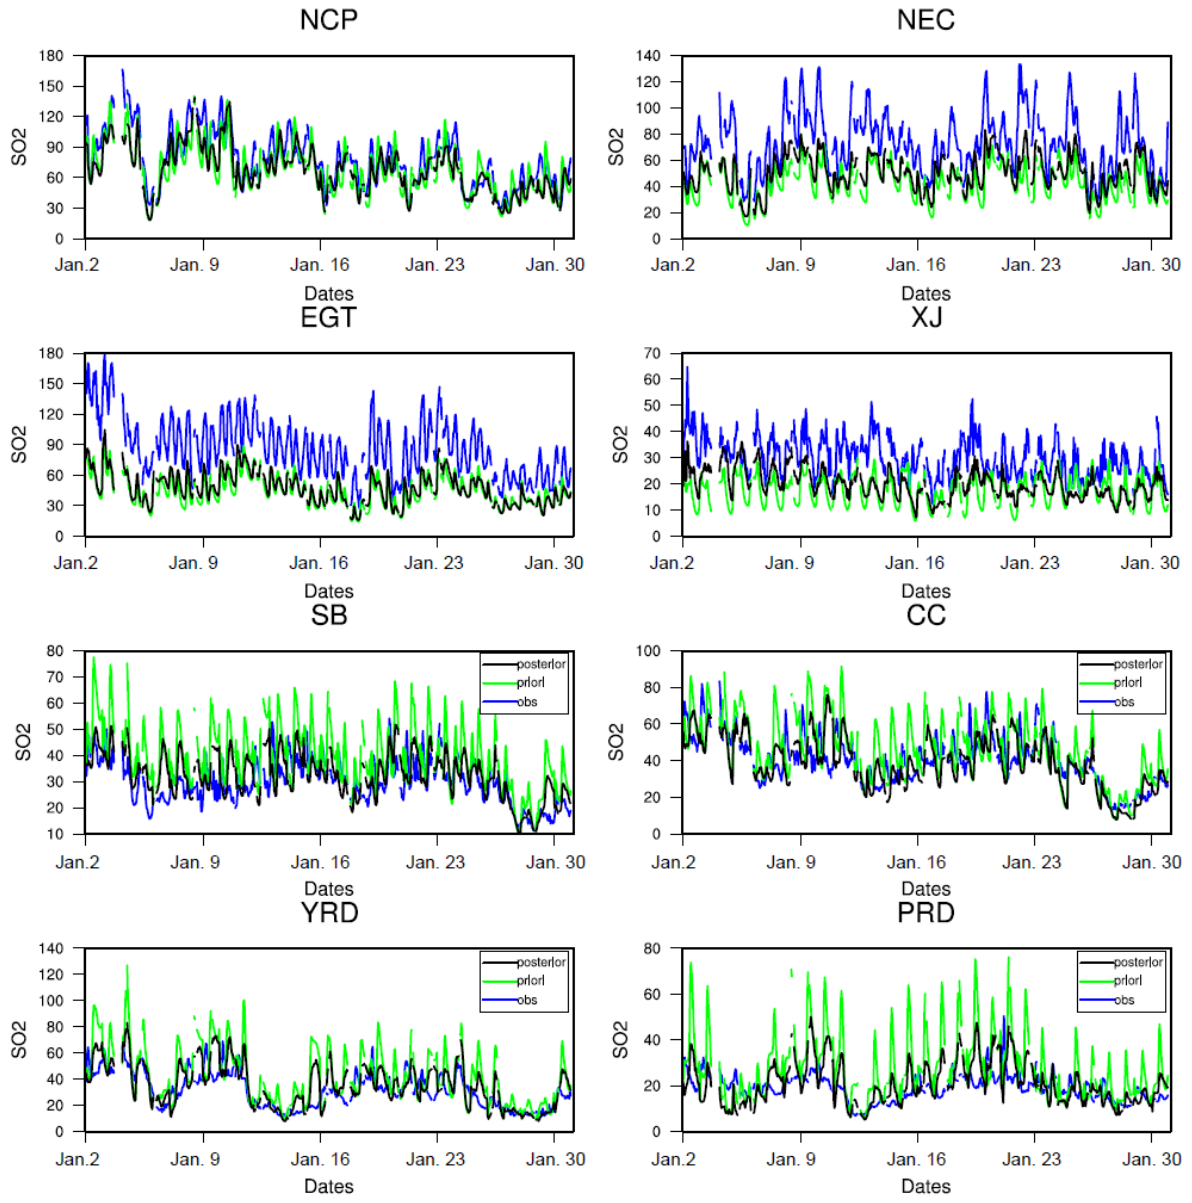 NCP
NEC
180
150
120
90
60
30
0
SO2
Jan.2
Jan. 9
Jan. 16
Jan. 23
Jan. 30
Dates
140
120
100
80
60
40
20
0
SO2
Jan.2
Jan. 9
Jan. 16
Jan. 23
Jan. 30
Dates
EGT
XJ
180
150
120
90
60
30
0
SO2
Jan.2
Jan. 9
Jan. 16
Jan. 23
Jan. 30
Dates
70
60
50
40
30
20
10
0
SO2
Jan.2
Jan. 9
Jan. 16
Jan. 23
Jan. 30
Dates
SB
CC
80
70
60
50
40
30
20
10
SO2
posterior
priori
obs
Jan.2
Jan. 9
Jan. 16
Jan. 23
Jan. 30
Dates
100
80
60
40
20
0
SO2
posterior
priori
obs
Jan.2
Jan. 9
Jan. 16
Jan. 23
Jan. 30
Dates
YRD
PRD
140
120
100
80
60
40
20
0
SO2
posterior
priori
obs
Jan.2
Jan. 9
Jan. 16
Jan. 23
Jan. 30
Dates
80
60
40
20
0
SO2
posterior
priori
obs
Jan.2
Jan. 9
Jan. 16
Jan. 23
Jan. 30
Dates